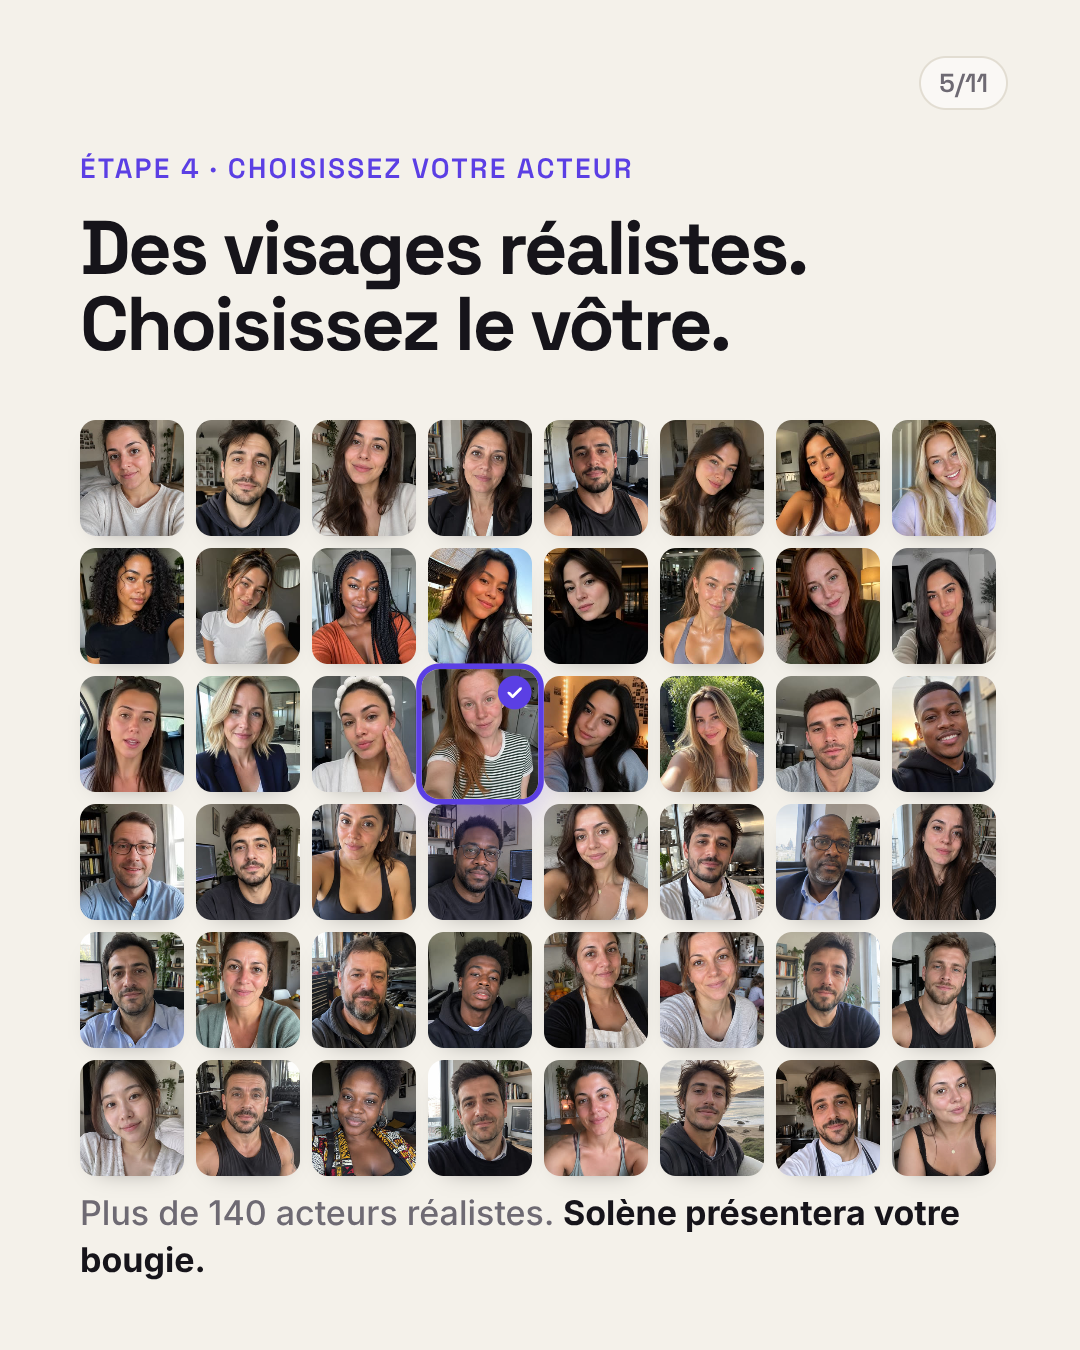 5/11
ÉTAPE 4 · CHOISISSEZ VOTRE ACTEUR
Des visages réalistes.
Choisissez le vôtre.
Plus de 140 acteurs réalistes. Solène présentera votre
bougie.